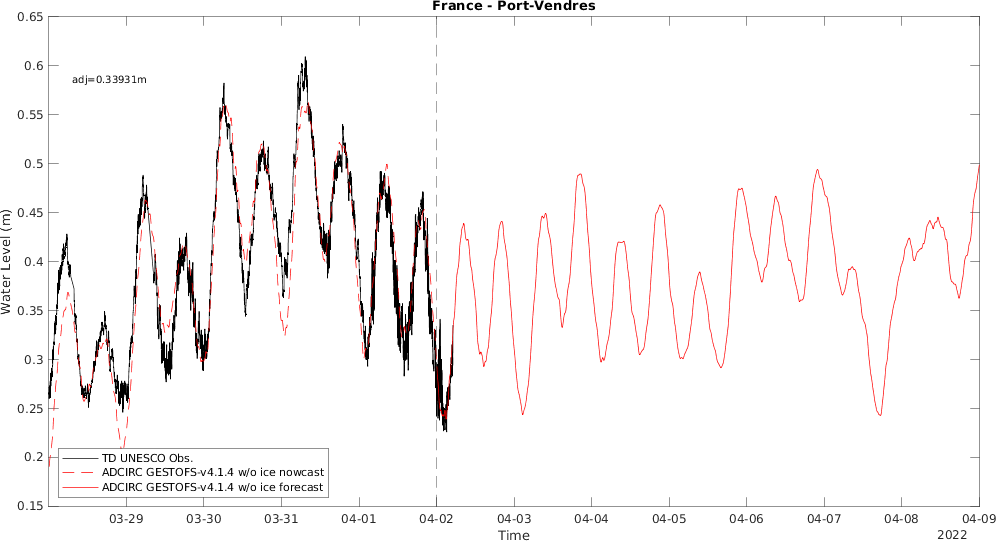 France - Port-Vendres
0.65
0.6
0.55
0.5
0.45
0.4
0.35
0.3
0.25
0.2
0.15
Water Level (m)
adj=0.33931m
TD UNESCO Obs.
ADCIRC GESTOFS-v4.1.4 w/o ice nowcast
ADCIRC GESTOFS-v4.1.4 w/o ice forecast
03-29 03-30 03-31 04-01 04-02 04-03 04-04 04-05 04-06 04-07 04-08 04-09
Time
2022